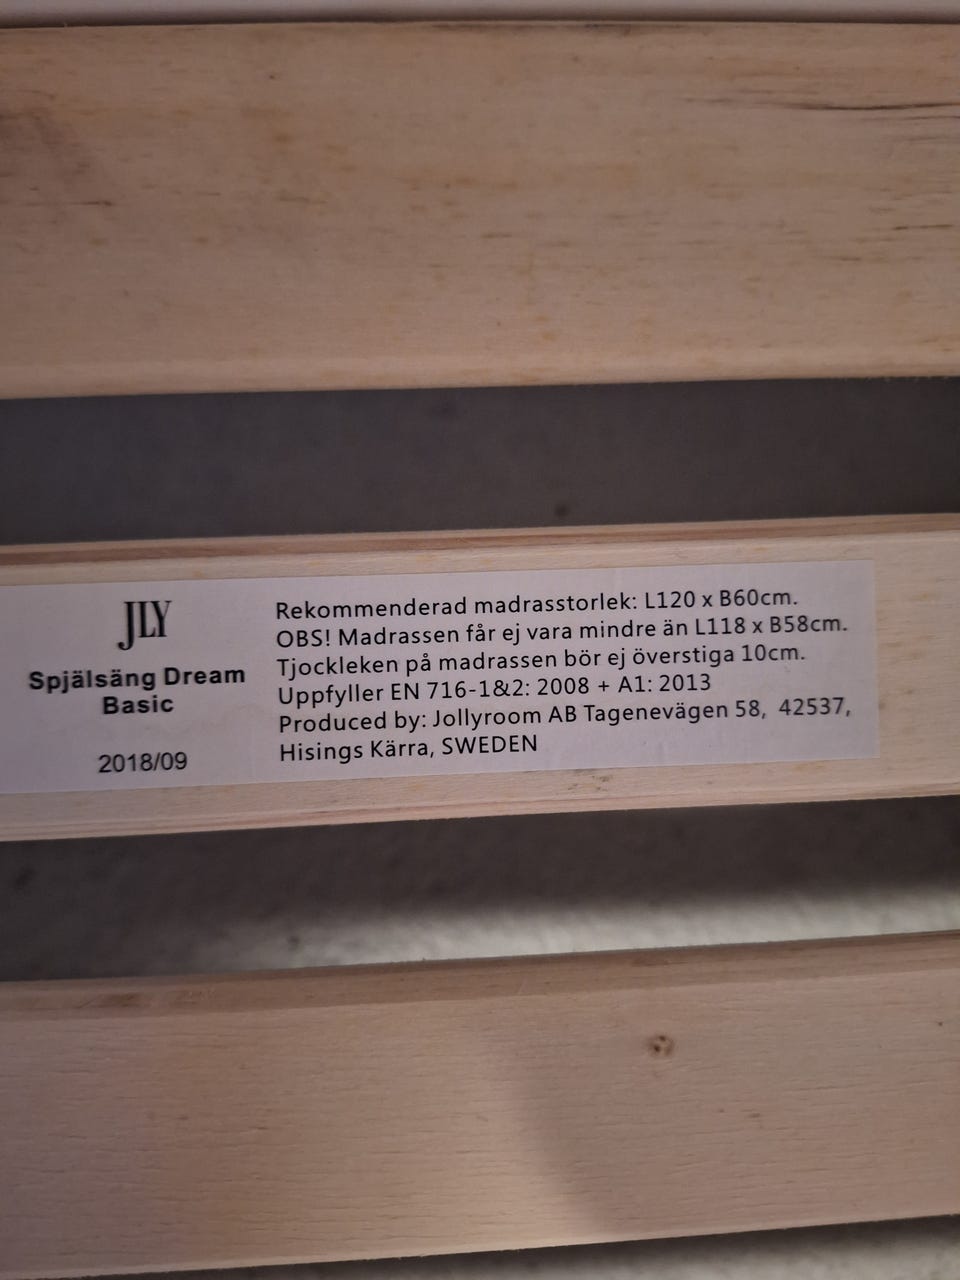 JLY
Spjälsäng Dream
Basic
2018/09
Rekommenderad madrasstorlek: L120 x B60cm.
OBS! Madrassen får ej vara mindre än L118 x B58cm.
Tjockleken på madrassen bör ej överstiga 10cm.
Uppfyller EN 716-1&2: 2008 + A1: 2013
Produced by: Jollyroom AB Tagenevägen 58, 42537,
Hisings Kärra, SWEDEN